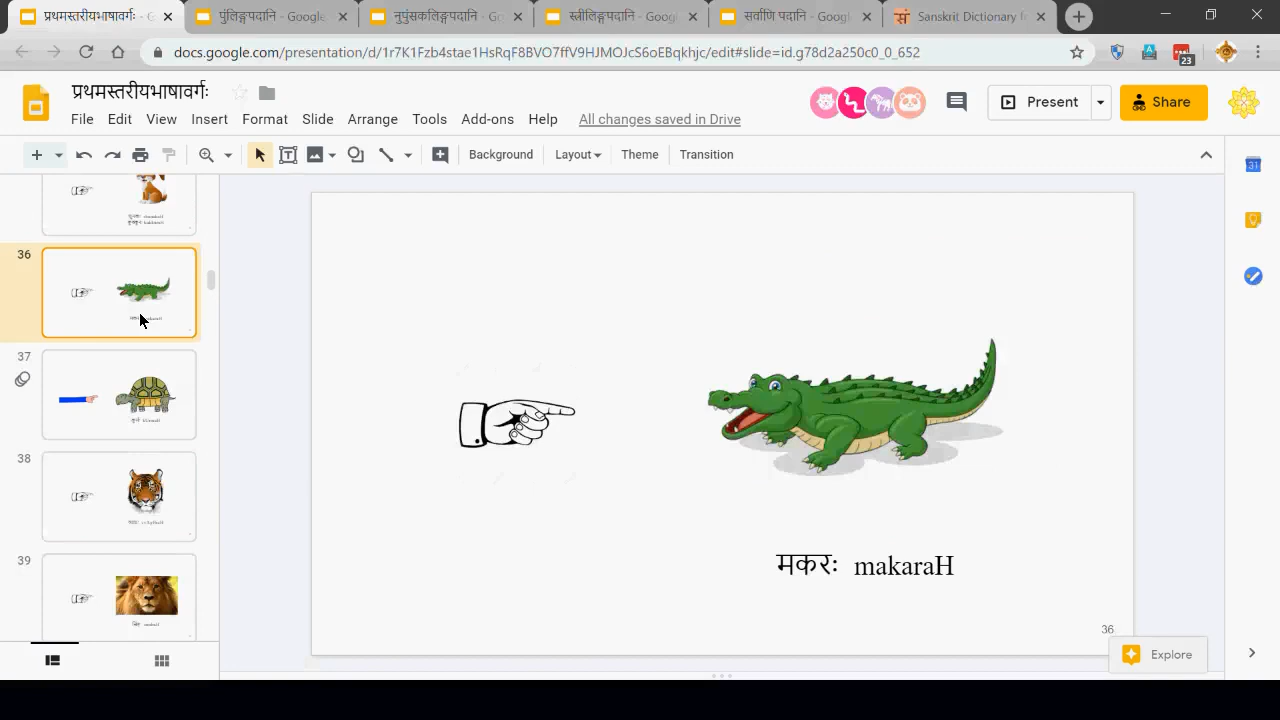 प्रथमस्तरीयभाषावर्गः - G
पुंलिङ्गपदानि - Google
नुपुंसकलिङ्गपदानि - Go
स्त्रीलिङ्गपदानि - Googl
सर्वाणि पदानि - Googl
Sanskrit Dictionary f
docs.google.com/presentation/d/1r7K1Fzb4stae1HsRqF8BVO7ffV9HJMOJcS6oEBqkhjc/edit#slide=id.g78d2a250c0_0_652
23
प्रथमस्तरीयभाषावर्गः
File Edit View Insert Format Slide Arrange Tools Add-ons Help All changes saved in Drive
Present
Share
Background Layout Theme Transition
31
36
37
38
39
मकरः makaraH
36
Explore